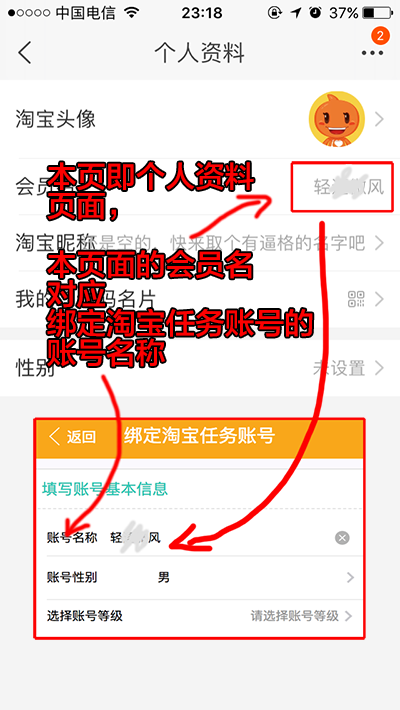 中国电信 23:18 37%
个人资料
2
淘宝头像
会员 轻 风
本页即个人资料
页面，
淘宝昵称 是空的，快来取个有逼格的名字吧
本页面的会员名
我的 码名片
对应
绑定淘宝任务账号的
账号名称
性别 未设置
返回 绑定淘宝任务账号
填写账号基本信息
账号名称 轻 风
账号性别 男
选择账号等级 请选择账号等级